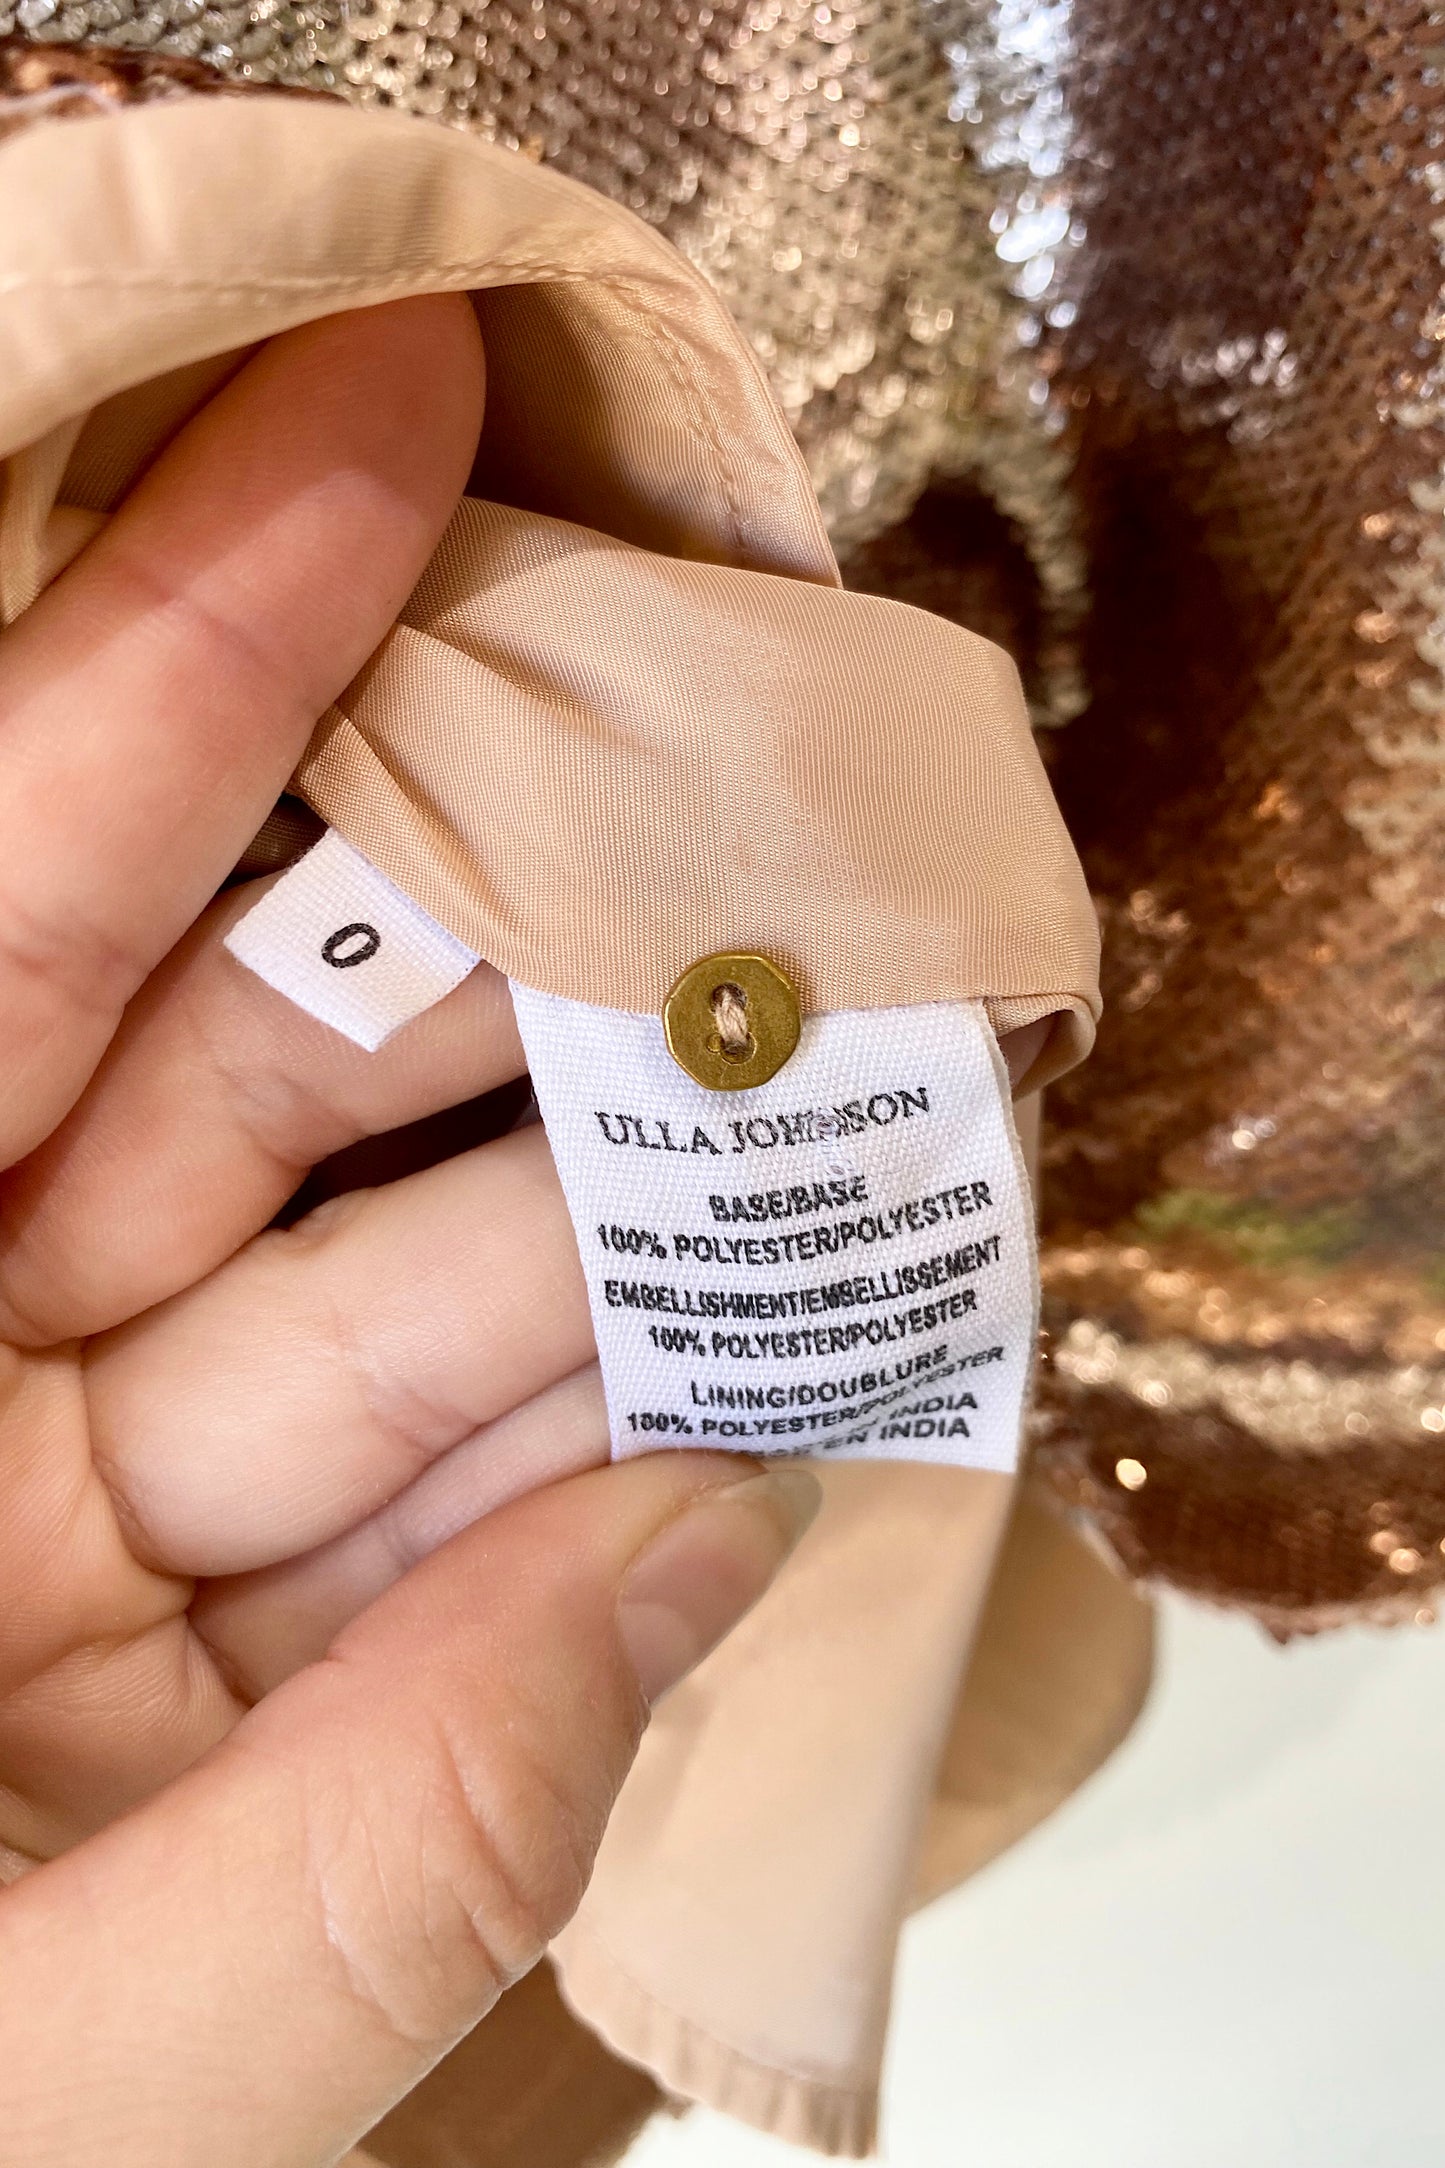 0
ULLA JOHNSON
BASE/BASE
100% POLYESTER/POLYESTER
EMBELLISHMENT/EMBELLISSEMENT
100% POLYESTER/POLYESTER
LINING/DOUBLURE
100% POLYESTER/POLYESTER
INDIA
EN INDIA